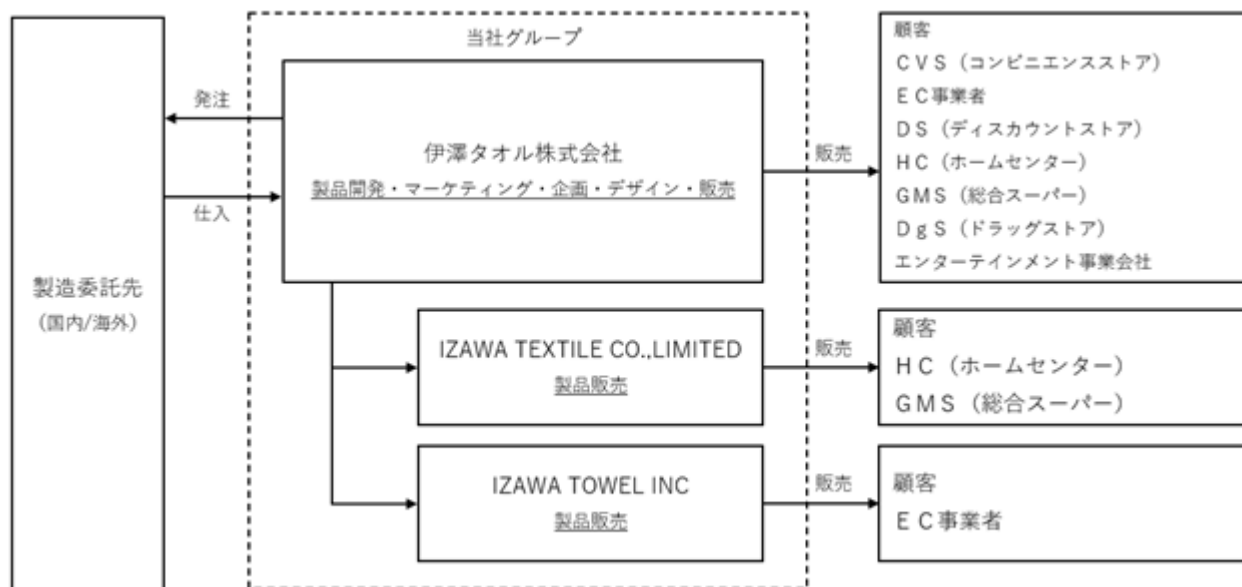 当社グループ
発注
仕入
製造委託先
(国内/海外)
伊澤タオル株式会社
製品開発・マーケティング・企画・デザイン・販売
販売
顧客
ＣＶＳ（コンビニエンスストア）
ＥＣ事業者
ＤＳ（ディスカウントストア）
ＨＣ（ホームセンター）
ＧＭＳ（総合スーパー）
ＤｇＳ（ドラッグストア）
エンターテインメント事業会社
IZAWA TEXTILE CO.,LIMITED
製品販売
販売
顧客
ＨＣ（ホームセンター）
ＧＭＳ（総合スーパー）
IZAWA TOWEL INC
製品販売
販売
顧客
ＥＣ事業者